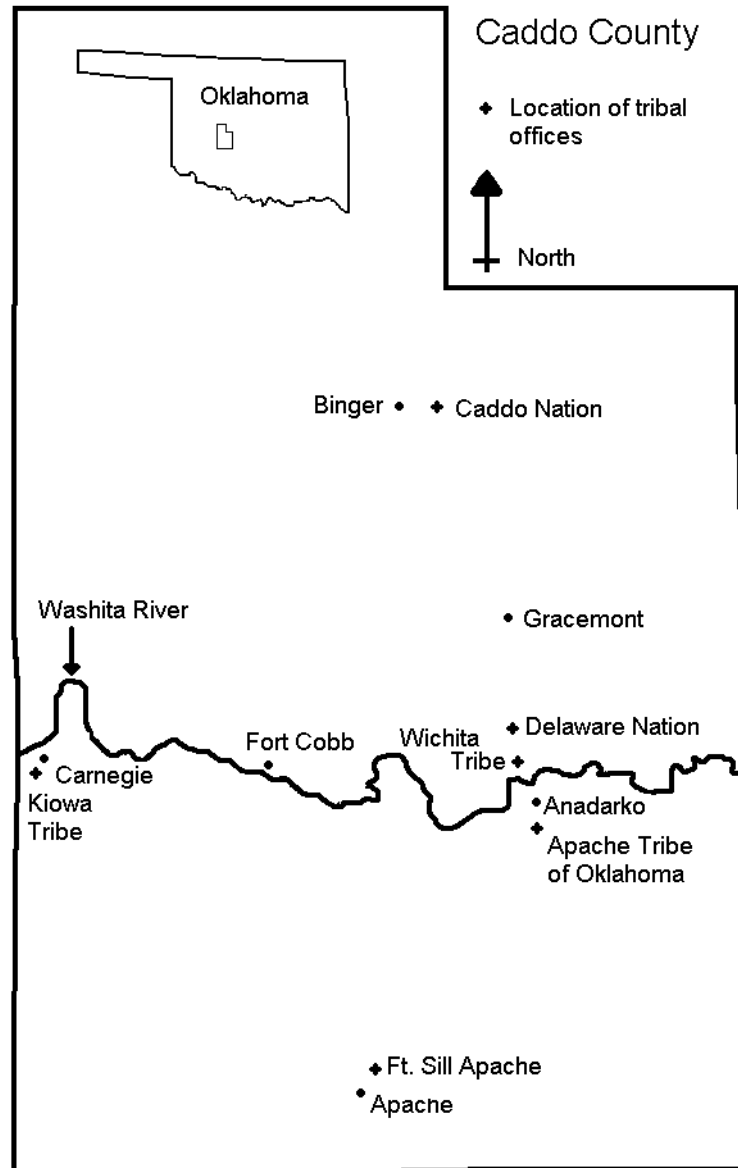 Caddo County
Oklahoma
Location of tribal
offices
North
Binger
Caddo Nation
Washita River
Gracemont
Delaware Nation
Wichita
Tribe
Fort Cobb
Carnegie
Kiowa
Tribe
Anadarko
Apache Tribe
of Oklahoma
Ft. Sill Apache
Apache